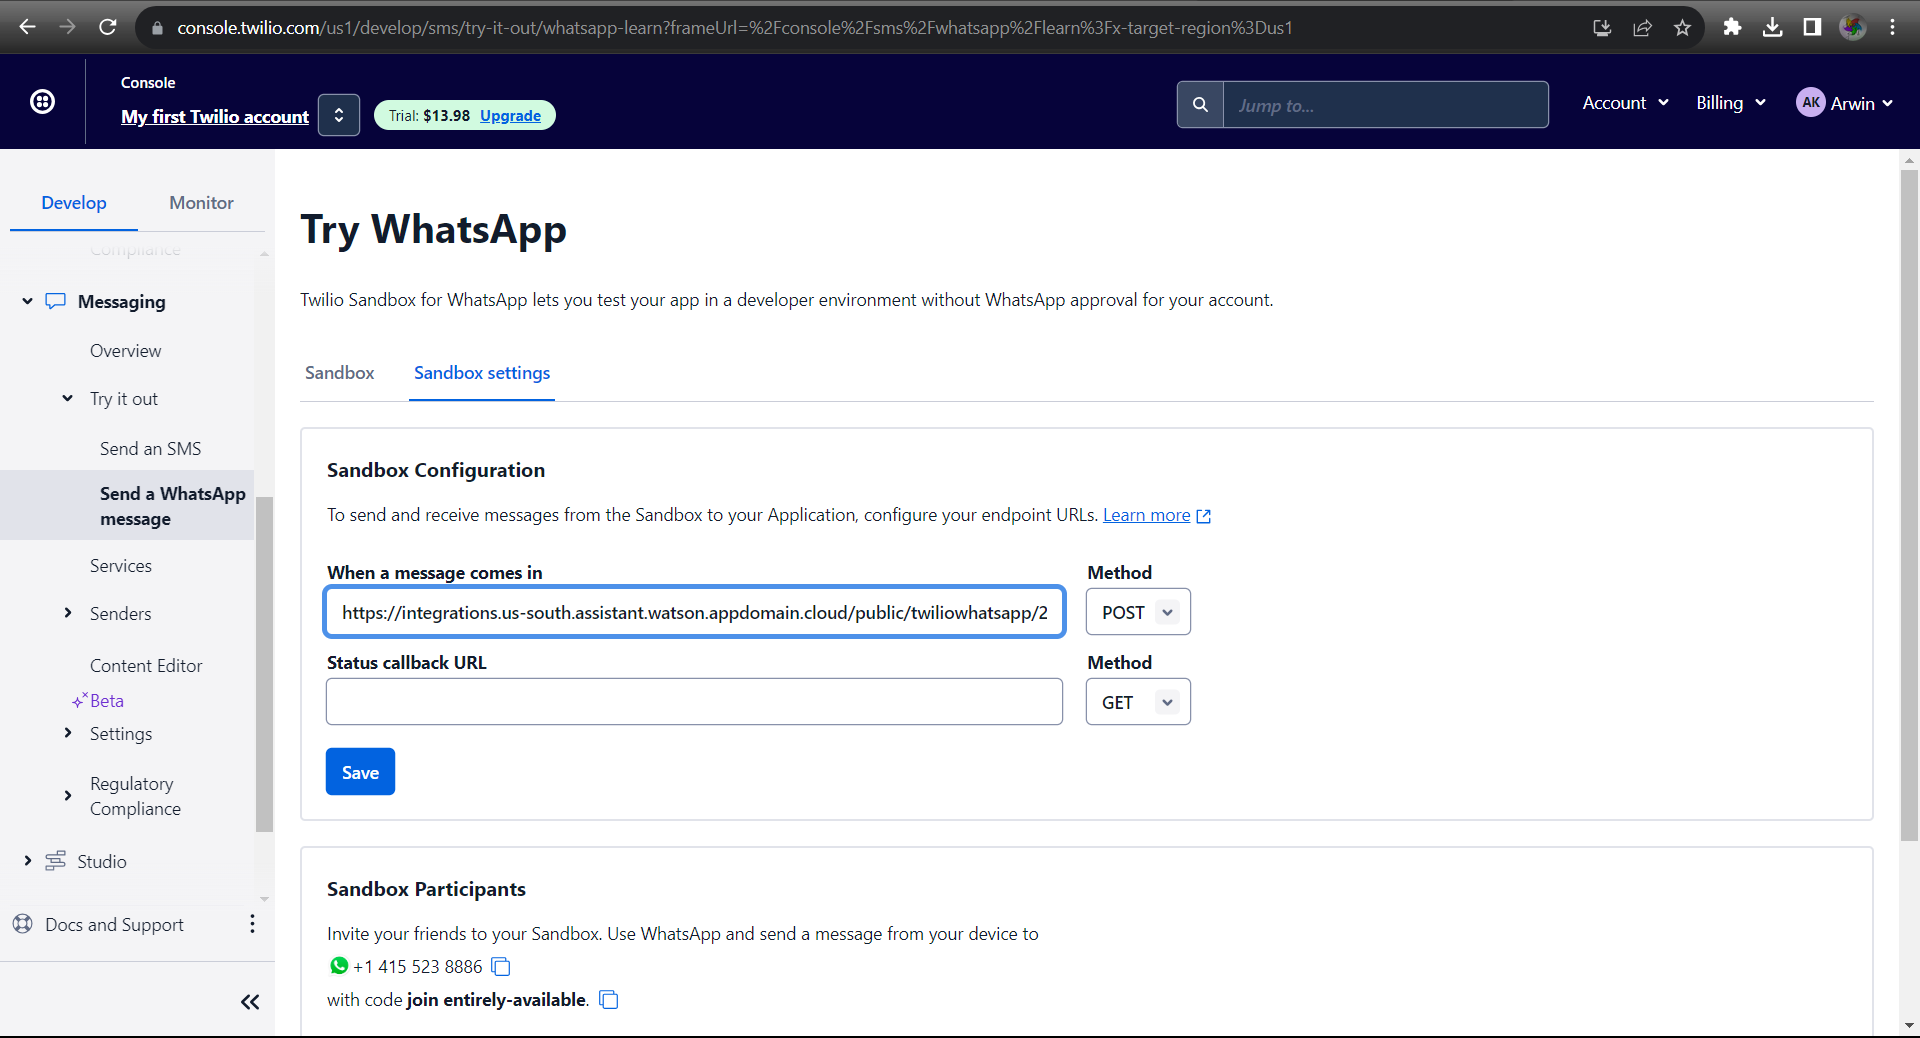 console.twilio.com/us1/develop/sms/try-it-out/whatsapp-learn?frameUrl=%2Fconsole%2Fsms%2Fwhatsapp%2Flearn%3Fx-target-region%3Dus1
Console
My first Twilio account
Trial: $13.98 Upgrade
Jump to...
Account
Billing
AK Arwin
Develop
Monitor
Compliance
Messaging
Overview
Try it out
Send an SMS
Send a WhatsApp
message
Services
Senders
Content Editor
Beta
Settings
Regulatory
Compliance
Studio
Docs and Support
Try WhatsApp
Twilio Sandbox for WhatsApp lets you test your app in a developer environment without WhatsApp approval for your account.
Sandbox
Sandbox settings
Sandbox Configuration
To send and receive messages from the Sandbox to your Application, configure your endpoint URLs. Learn more
When a message comes in
Method
https://integrations.us-south.assistant.watson.appdomain.cloud/public/twiliowhatsapp/2
POST
Status callback URL
Method
GET
Save
Sandbox Participants
Invite your friends to your Sandbox. Use WhatsApp and send a message from your device to
+1 415 523 8886
with code join entirely-available.